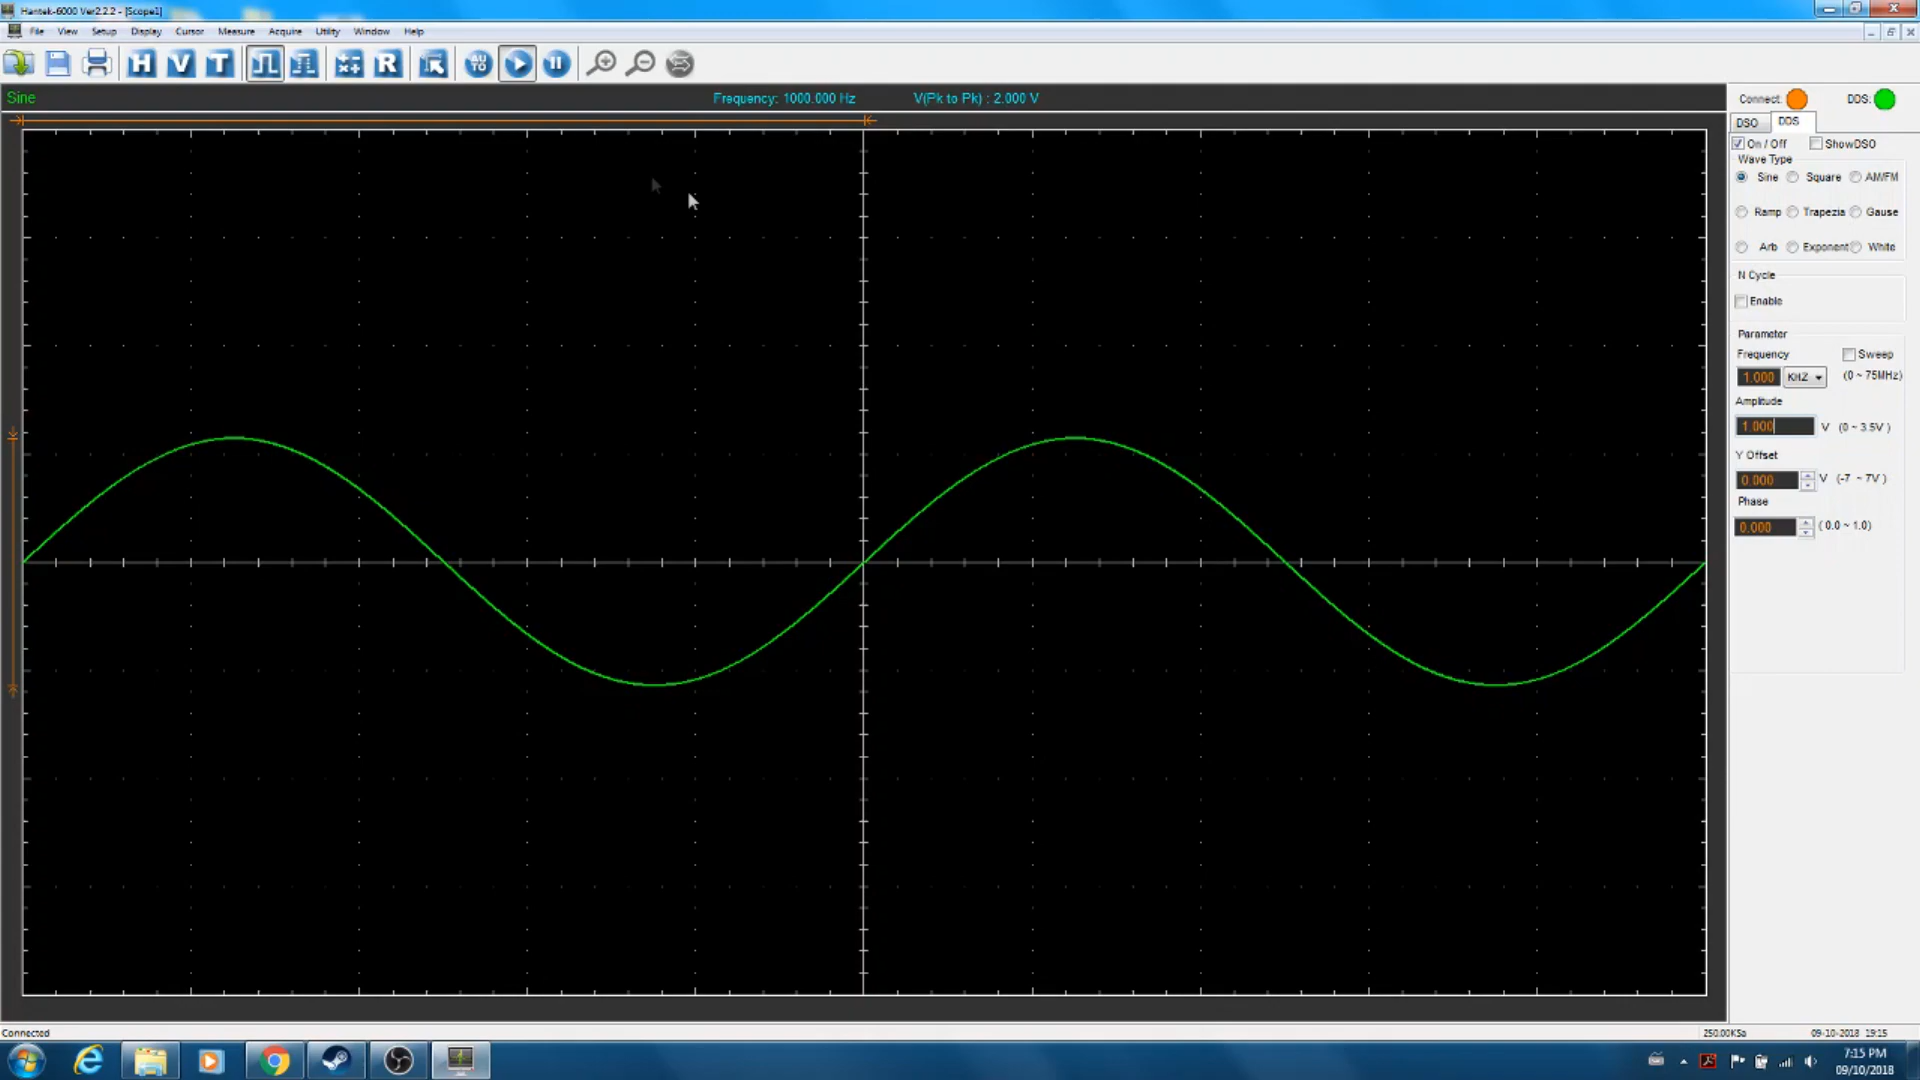 Hantek-6000 Ver2.2.2 - [Scope1]
File View Setup Display Cursor Measure Acquire Utility Window Help
H V T R AUTO
Sine Frequency: 1000.000 Hz V(Pk to Pk) : 2.000 V
Connect: DDS:
DSO DDS
On / Off ShowDSO
Wave Type
Sine Square AM/FM
Ramp Trapezia Gause
Arb Exponent White
N Cycle
Enable
Parameter
Frequency Sweep
1.000 KHZ (0 ~ 75MHz)
Amplitude
1.000 V (0 ~ 3.5V )
Y Offset
0.000 V (-7 ~ 7V )
Phase
0.000 ( 0.0 ~ 1.0)
Connected 250.00KSa 09-10-2018 19:15
7:15 PM
09/10/2018